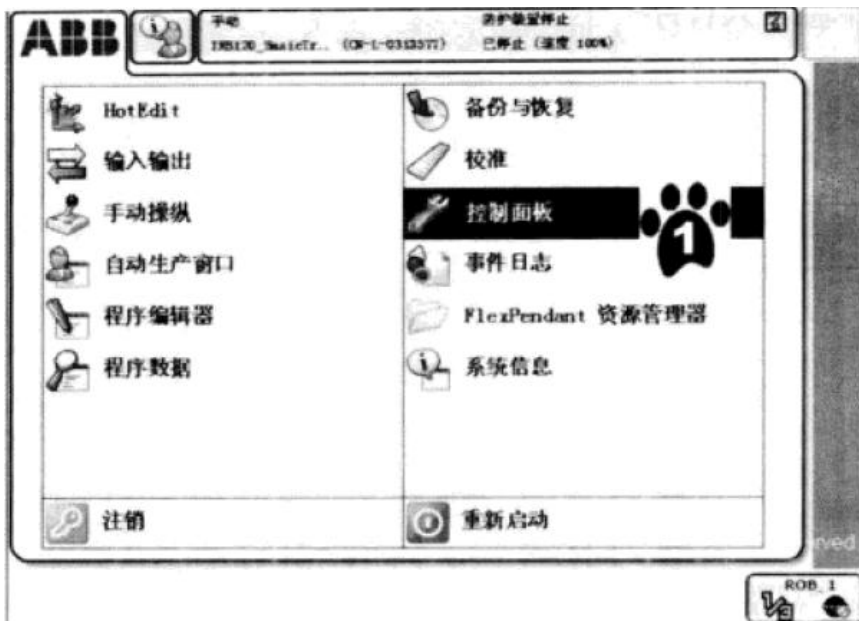 ABB
手动
防护装置停止
已停止 (速度 100%)
HotEdit
备份与恢复
输入输出
校准
手动操纵
控制面板
1
自动生产窗口
事件日志
程序编辑器
FlexPendant 资源管理器
程序数据
系统信息
注销
重新启动
rved
ROB_1